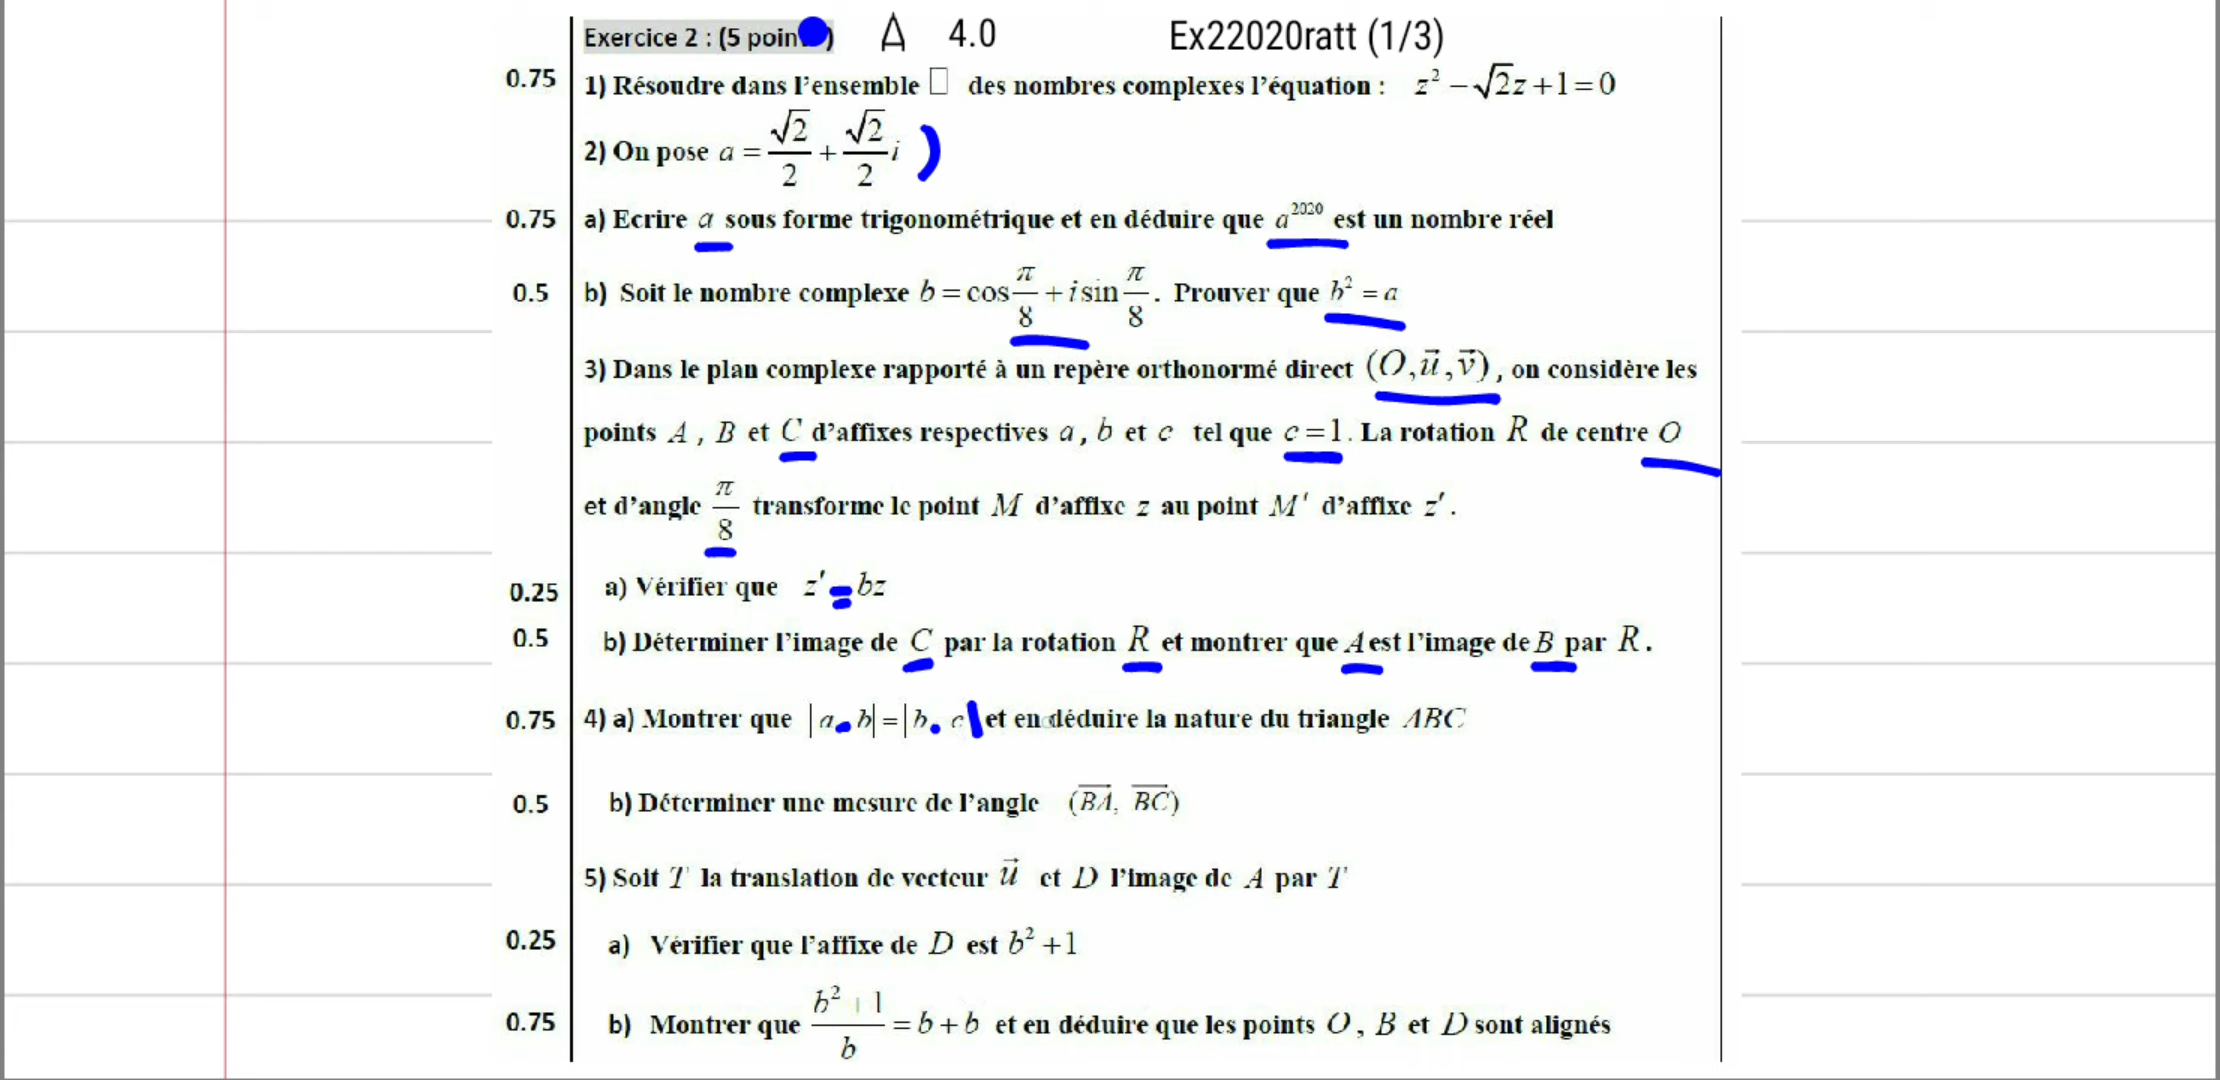 Exercice 2 : (5 poin ) A 4.0 Ex22020ratt (1/3)
0.75 1) Résoudre dans l'ensemble □ des nombres complexes l'équation : z² − √2z + 1 = 0
2) On pose a = √2/2 + √2/2 i )
0.75 a) Ecrire a sous forme trigonométrique et en déduire que a²⁰²⁰ est un nombre réel
0.5 b) Soit le nombre complexe b = cos π/8 + i sin π/8 . Prouver que b² = a
3) Dans le plan complexe rapporté à un repère orthonormé direct (O, u⃗, v⃗) , on considère les
points A , B et C d'affixes respectives a , b et c tel que c = 1 . La rotation R de centre O
et d'angle π/8 transforme le point M d'affixe z au point M' d'affixe z' .
0.25 a) Vérifier que z' = bz
0.5 b) Déterminer l'image de C par la rotation R et montrer que A est l'image de B par R .
0.75 4) a) Montrer que |a - b| = |b - c| et en déduire la nature du triangle ABC
0.5 b) Déterminer une mesure de l'angle (BA⃗, BC⃗)
5) Soit T la translation de vecteur u⃗ et D l'image de A par T
0.25 a) Vérifier que l'affixe de D est b² + 1
0.75 b) Montrer que (b² + 1)/b = b + b et en déduire que les points O , B et D sont alignés